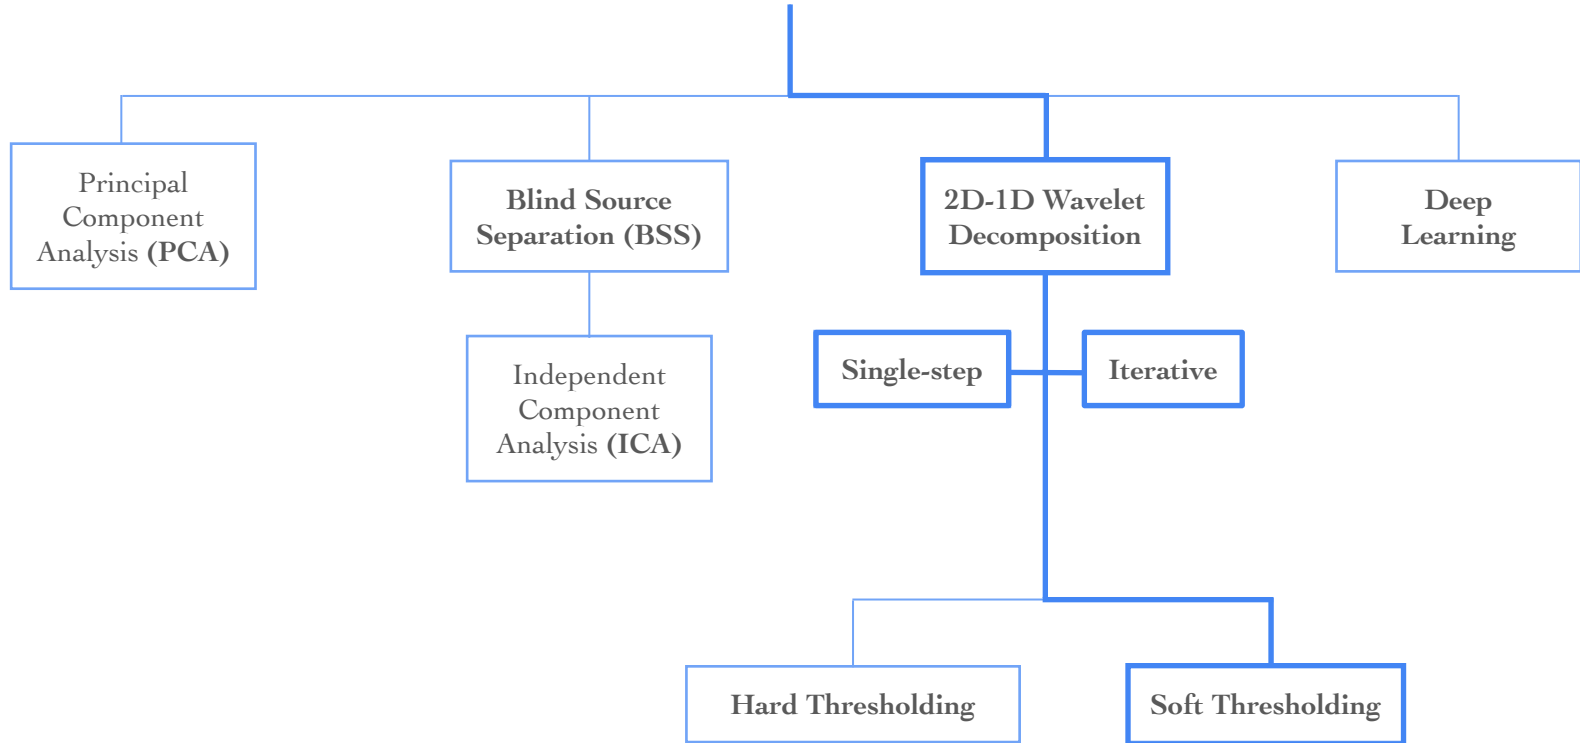 Principal
Component
Analysis (PCA)
Blind Source
Separation (BSS)
2D-1D Wavelet
Decomposition
Deep
Learning
Single-step
Iterative
Independent
Component
Analysis (ICA)
Hard Thresholding
Soft Thresholding